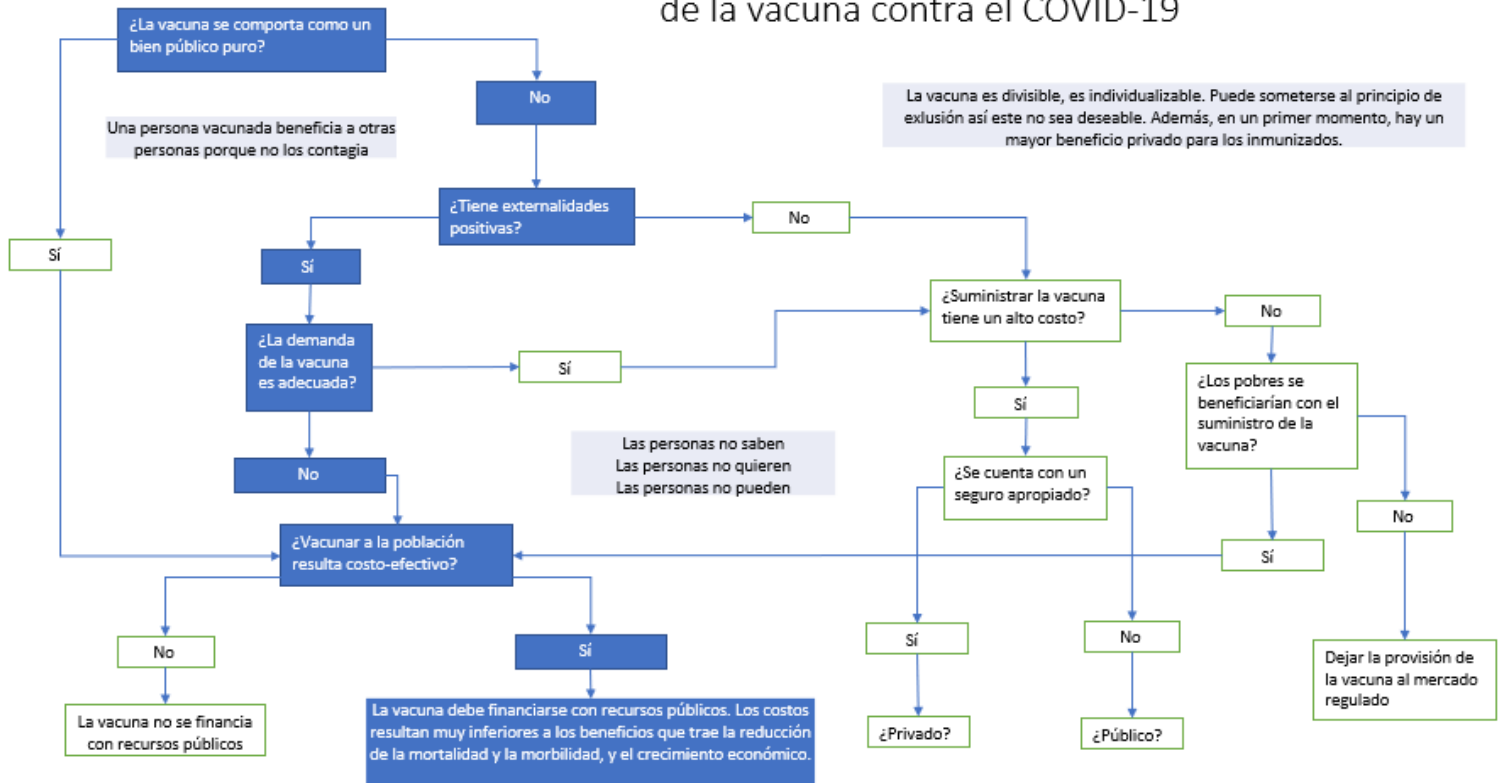 de la vacuna contra el COVID-19
¿La vacuna se comporta como un
bien público puro?
No
La vacuna es divisible, es individualizable. Puede someterse al principio de
exlusión así este no sea deseable. Además, en un primer momento, hay un
mayor beneficio privado para los inmunizados.
Una persona vacunada beneficia a otras
personas porque no los contagia
¿Tiene externalidades
positivas?
No
Sí
Sí
¿Suministrar la vacuna
tiene un alto costo?
No
¿La demanda
de la vacuna
es adecuada?
Sí
¿Los pobres se
beneficiarían con el
suministro de la
vacuna?
Sí
Las personas no saben
Las personas no quieren
Las personas no pueden
No
¿Se cuenta con un
seguro apropiado?
No
¿Vacunar a la población
resulta costo-efectivo?
Sí
No
Sí
Sí
No
La vacuna no se financia
con recursos públicos
La vacuna debe financiarse con recursos públicos. Los costos
resultan muy inferiores a los beneficios que trae la reducción
de la mortalidad y la morbilidad, y el crecimiento económico.
¿Privado?
¿Público?
Dejar la provisión de
la vacuna al mercado
regulado